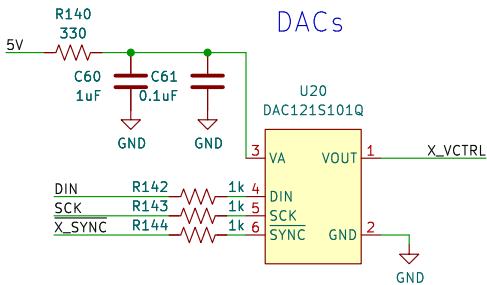 DACs
R140
330
5V
C60
1uF
C61
0.1uF
GND
GND
U20
DAC121S101Q
3
VA
VOUT
1
X_VCTRL
DIN
R142
1k
4
DIN
SCK
R143
1k
5
SCK
X_SYNC
R144
1k
6
SYNC
GND
2
GND